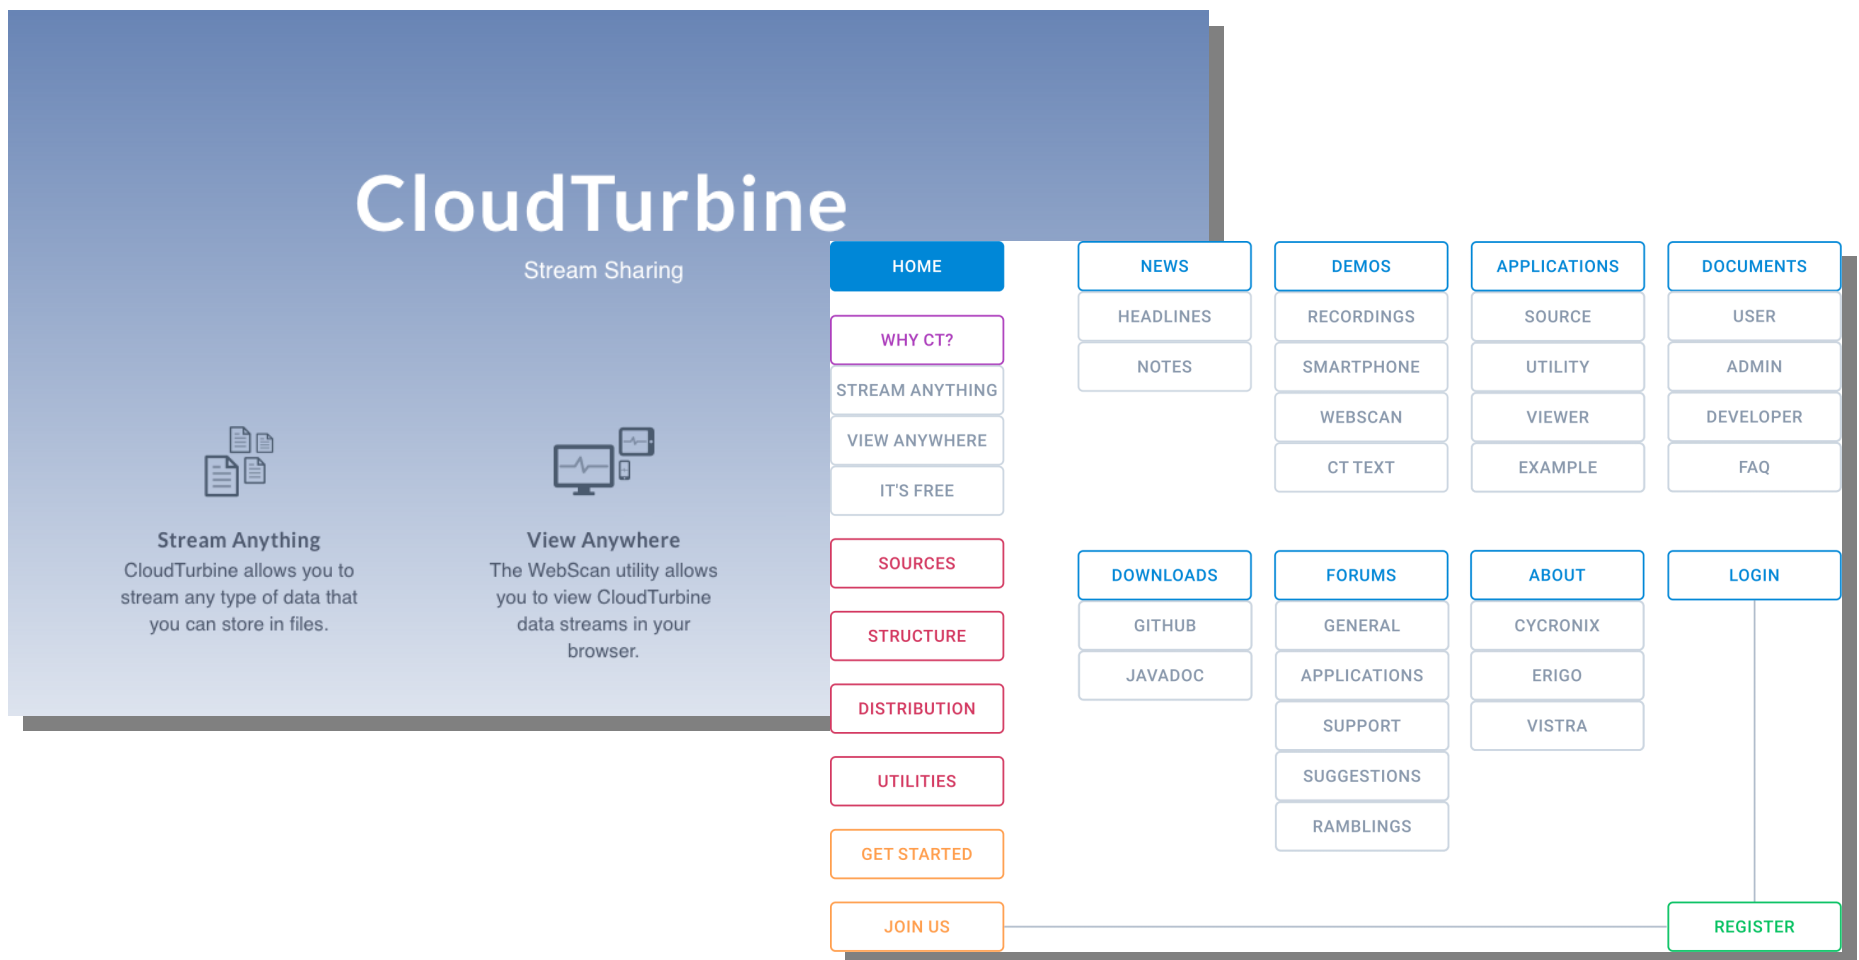 CloudTurbine
Stream Sharing
Stream Anything
CloudTurbine allows you to
stream any type of data that
you can store in files.
View Anywhere
The WebScan utility allows
you to view CloudTurbine
data streams in your
browser.
HOME
WHY CT?
STREAM ANYTHING
VIEW ANYWHERE
IT'S FREE
SOURCES
STRUCTURE
DISTRIBUTION
UTILITIES
GET STARTED
JOIN US
NEWS
HEADLINES
NOTES
DEMOS
RECORDINGS
SMARTPHONE
WEBSCAN
CT TEXT
APPLICATIONS
SOURCE
UTILITY
VIEWER
EXAMPLE
DOCUMENTS
USER
ADMIN
DEVELOPER
FAQ
DOWNLOADS
GITHUB
JAVADOC
FORUMS
GENERAL
APPLICATIONS
SUPPORT
SUGGESTIONS
RAMBLINGS
ABOUT
CYCRONIX
ERIGO
VISTRA
LOGIN
REGISTER